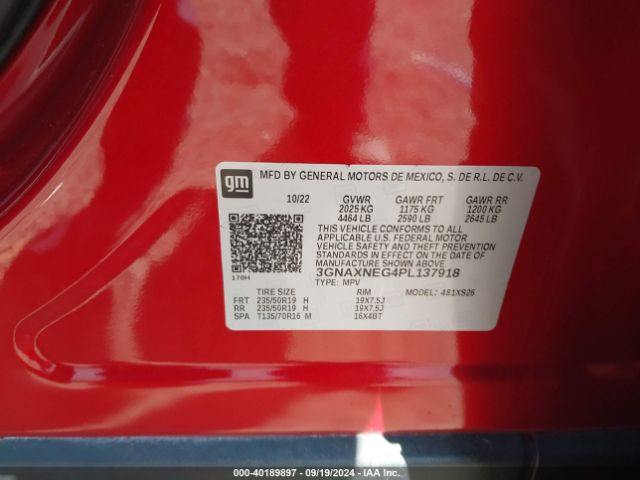 gm
MFD BY GENERAL MOTORS DE MEXICO, S. DE R.L. DE C.V.
10/22 GVWR GAWR FRT GAWR RR
2025 KG 1175 KG 1200 KG
4464 LB 2590 LB 2645 LB
THIS VEHICLE CONFORMS TO ALL
APPLICABLE U.S. FEDERAL MOTOR
VEHICLE SAFETY AND THEFT PREVENTION
STANDARDS IN EFFECT ON THE DATE OF
MANUFACTURE SHOWN ABOVE.
3GNAXNEG4PL137918
TYPE: MPV MODEL: 481XS26
176H
TIRE SIZE RIM
FRT 235/50R19 H 19X7.5J
RR 235/50R19 H 19X7.5J
SPA T135/70R16 M 16X4BT
000-40189897 - 09/19/2024 - IAAI.com